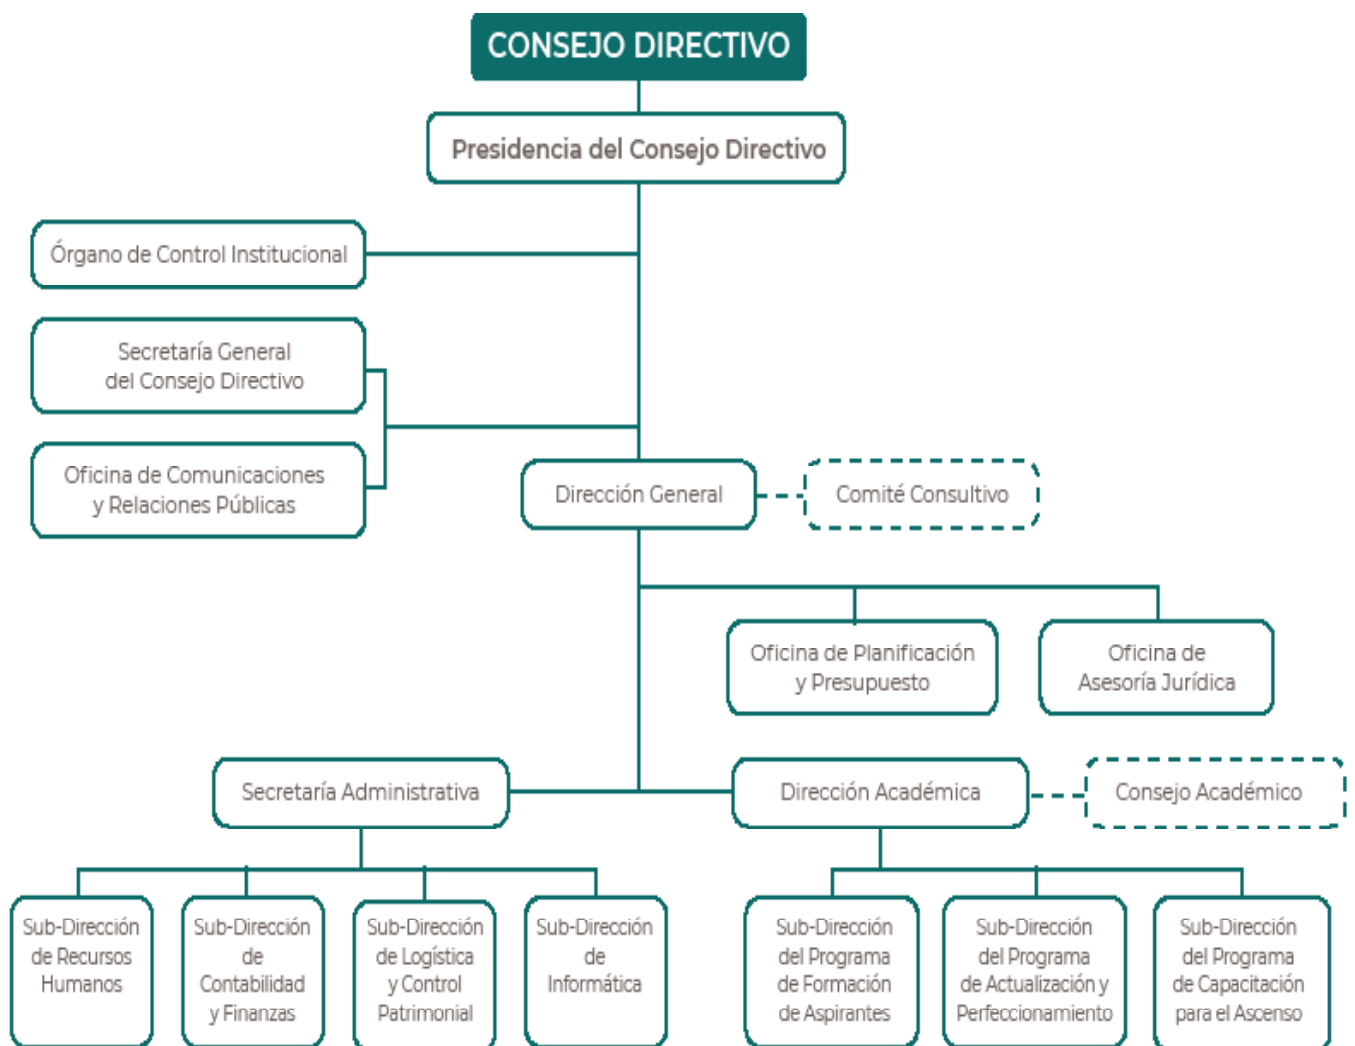 CONSEJO DIRECTIVO
Presidencia del Consejo Directivo
Órgano de Control Institucional
Secretaría General
del Consejo Directivo
Oficina de Comunicaciones
y Relaciones Públicas
Dirección General
Comité Consultivo
Oficina de Planificación
y Presupuesto
Oficina de
Asesoría Jurídica
Secretaría Administrativa
Dirección Académica
Consejo Académico
Sub-Dirección
de Recursos
Humanos
Sub-Dirección
de
Contabilidad
y Finanzas
Sub-Dirección
de Logística
y Control
Patrimonial
Sub-Dirección
de
Informática
Sub-Dirección
del Programa
de Formación
de Aspirantes
Sub-Dirección
del Programa
de Actualización y
Perfeccionamiento
Sub-Dirección
del Programa
de Capacitación
para el Ascenso